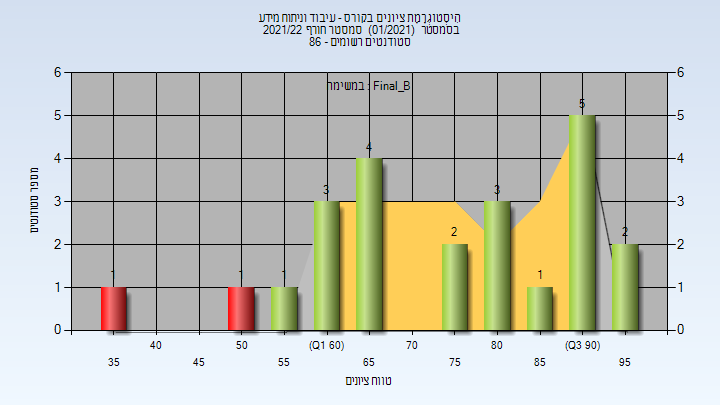 היסטוגרמת ציונים בקורס - עיבוד וניתוח מידע
בסמסטר (01/2021) סמסטר חורף 2021/22
סטודנטים רשומים - 86
במשימה : Final_B
מספר סטודנטים
6 6
5 5
4 4
3 3
2 2
1 1
0 0
1 1 1 3 4 2 3 1 5 2
40 50 (Q1 60) 70 80 (Q3 90)
35 45 55 65 75 85 95
טווח ציונים